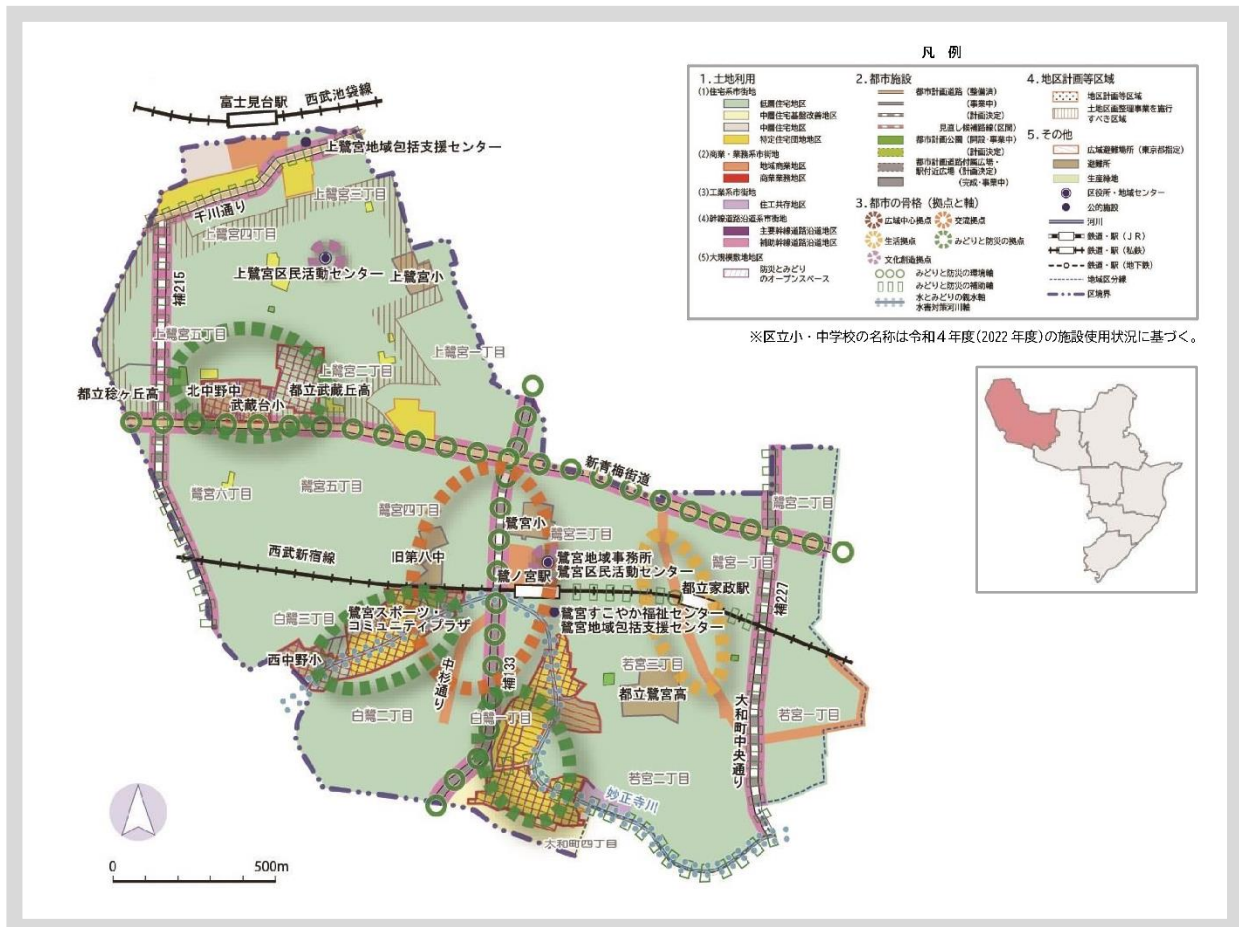 凡 例
1.土地利用
(1)住宅系市街地
低層住宅地区
中層住宅基盤改善地区
中層住宅地区
特定住宅団地地区
(2)商業・業務系市街地
地域商業地区
商業業務地区
(3)工業系市街地
住工共存地区
(4)幹線道路沿道系市街地
主要幹線道路沿道地区
補助幹線道路沿道地区
(5)大規模敷地地区
防災とみどり
のオープンスペース
2.都市施設
都市計画道路(整備済)
(事業中)
(計画決定)
見直し候補路線(区間)
都市計画公園(開設・事業中)
(計画決定)
都市計画道路付属広場・
駅付近広場(計画決定)
(完成・事業中)
3.都市の骨格(拠点と軸)
広域中心拠点
交流拠点
生活拠点
みどりと防災の拠点
文化創造拠点
みどりと防災の環境軸
みどりと防災の補助軸
水とみどりの親水軸
水害対策河川軸
4.地区計画等区域
地区計画等区域
土地区画整理事業を施行
すべき区域
5.その他
広域避難場所(東京都指定)
避難所
生産緑地
区役所・地域センター
公的施設
河川
鉄道・駅(JR)
鉄道・駅(私鉄)
鉄道・駅(地下鉄)
地域区分線
区境界
※区立小・中学校の名称は令和4年度(2022年度)の施設使用状況に基づく。
富士見台駅
西武池袋線
上鷺宮地域包括支援センター
千川通り
上鷺宮三丁目
上鷺宮四丁目
上鷺宮区民活動センター
上鷺宮小
補215
上鷺宮五丁目
上鷺宮一丁目
上鷺宮二丁目
都立稔ヶ丘高
北中野中
武蔵台小
都立武蔵丘高
新青梅街道
鷺宮六丁目
鷺宮五丁目
鷺宮四丁目
鷺宮小
鷺宮三丁目
鷺宮二丁目
西武新宿線
旧第八中
鷺ノ宮駅
鷺宮地域事務所
鷺宮区民活動センター
鷺宮一丁目
都立家政駅
補227
白鷺三丁目
鷺宮スポーツ・
コミュニティプラザ
鷺宮すこやか福祉センター
鷺宮地域包括支援センター
西中野小
中杉通り
補133
若宮三丁目
都立鷺宮高
白鷺二丁目
白鷺一丁目
大和町中央通り
若宮一丁目
若宮二丁目
妙正寺川
大和町四丁目
0
500m